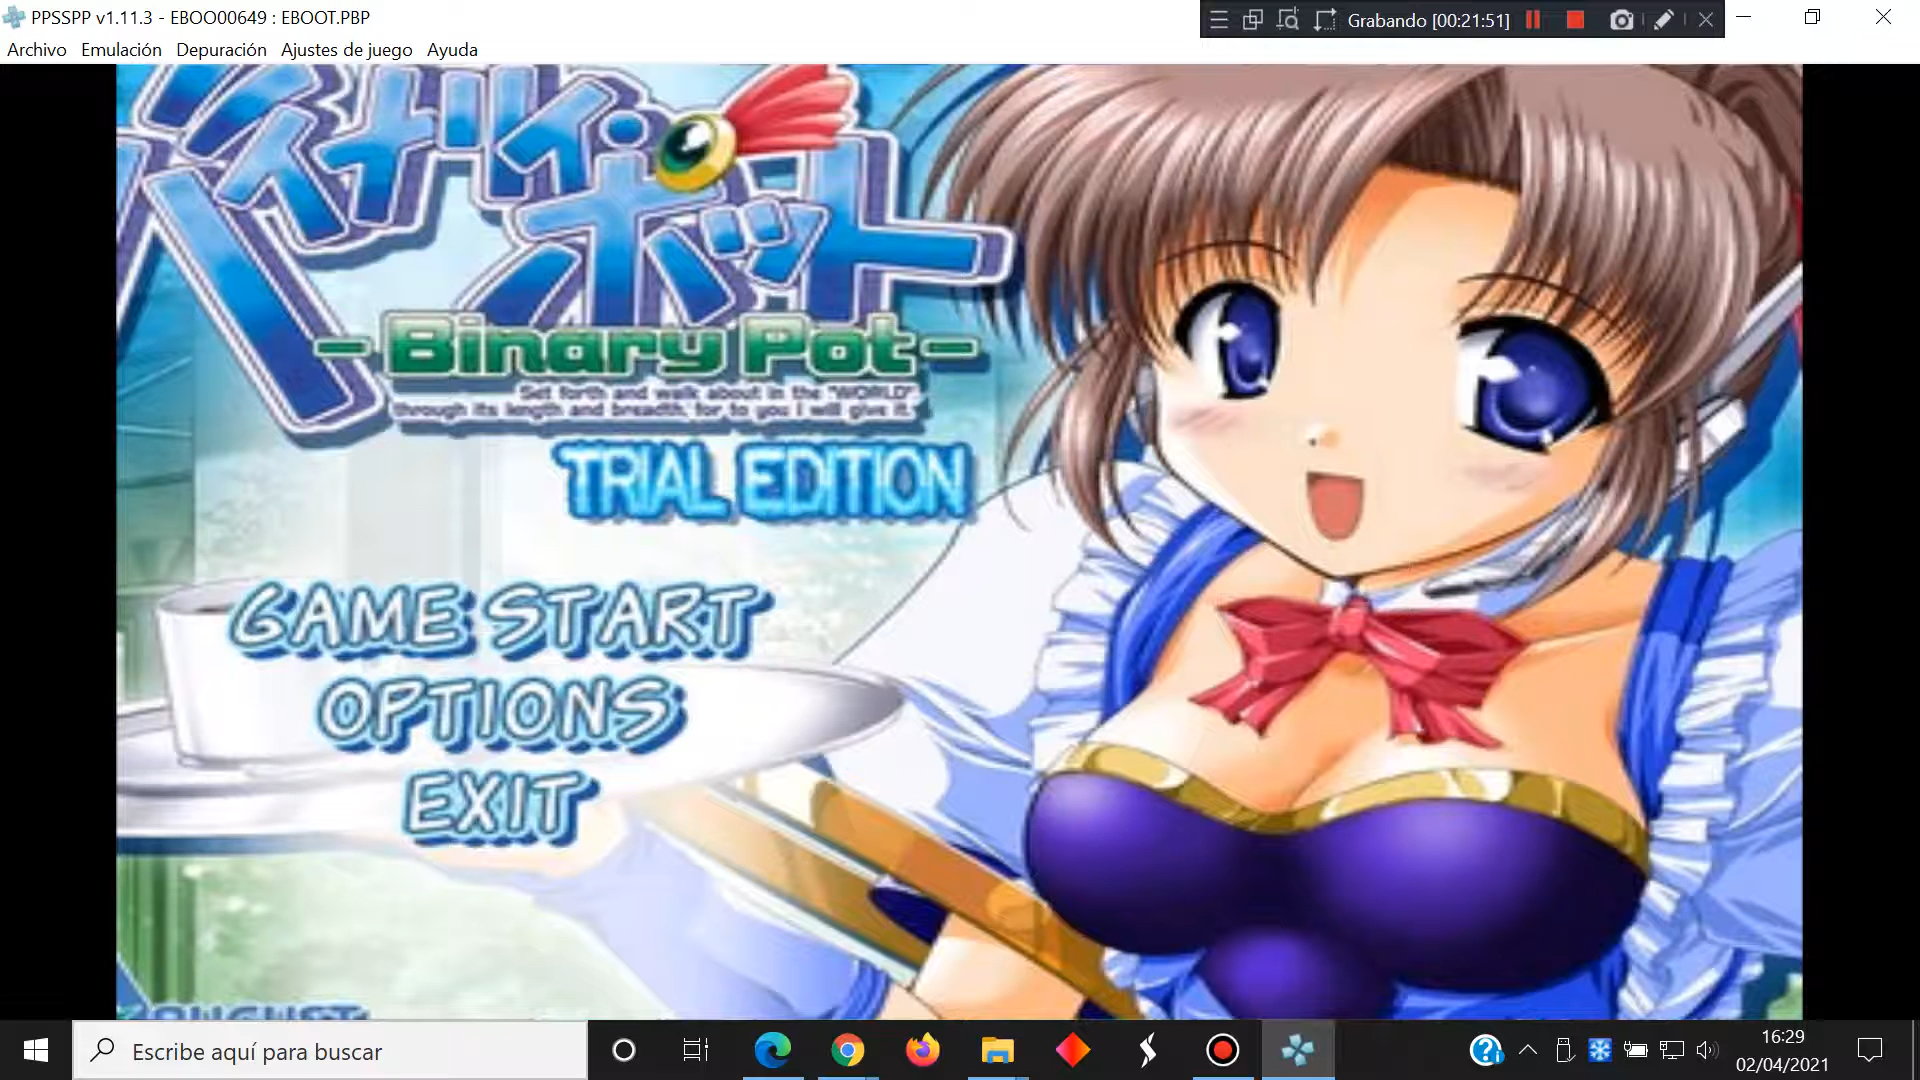 PPSSPP v1.11.3 - EBOO00649 : EBOOT.PBP
Grabando [00:21:51]
Archivo Emulación Depuración Ajustes de juego Ayuda
バイナリィ・
ポット
- Binary Pot -
Set forth and walk about in the "WORLD"
through its length and breadth, for to you I will give it.
TRIAL EDITION
GAME START
OPTIONS
EXIT
AUGUST
Escribe aquí para buscar
16:29
02/04/2021